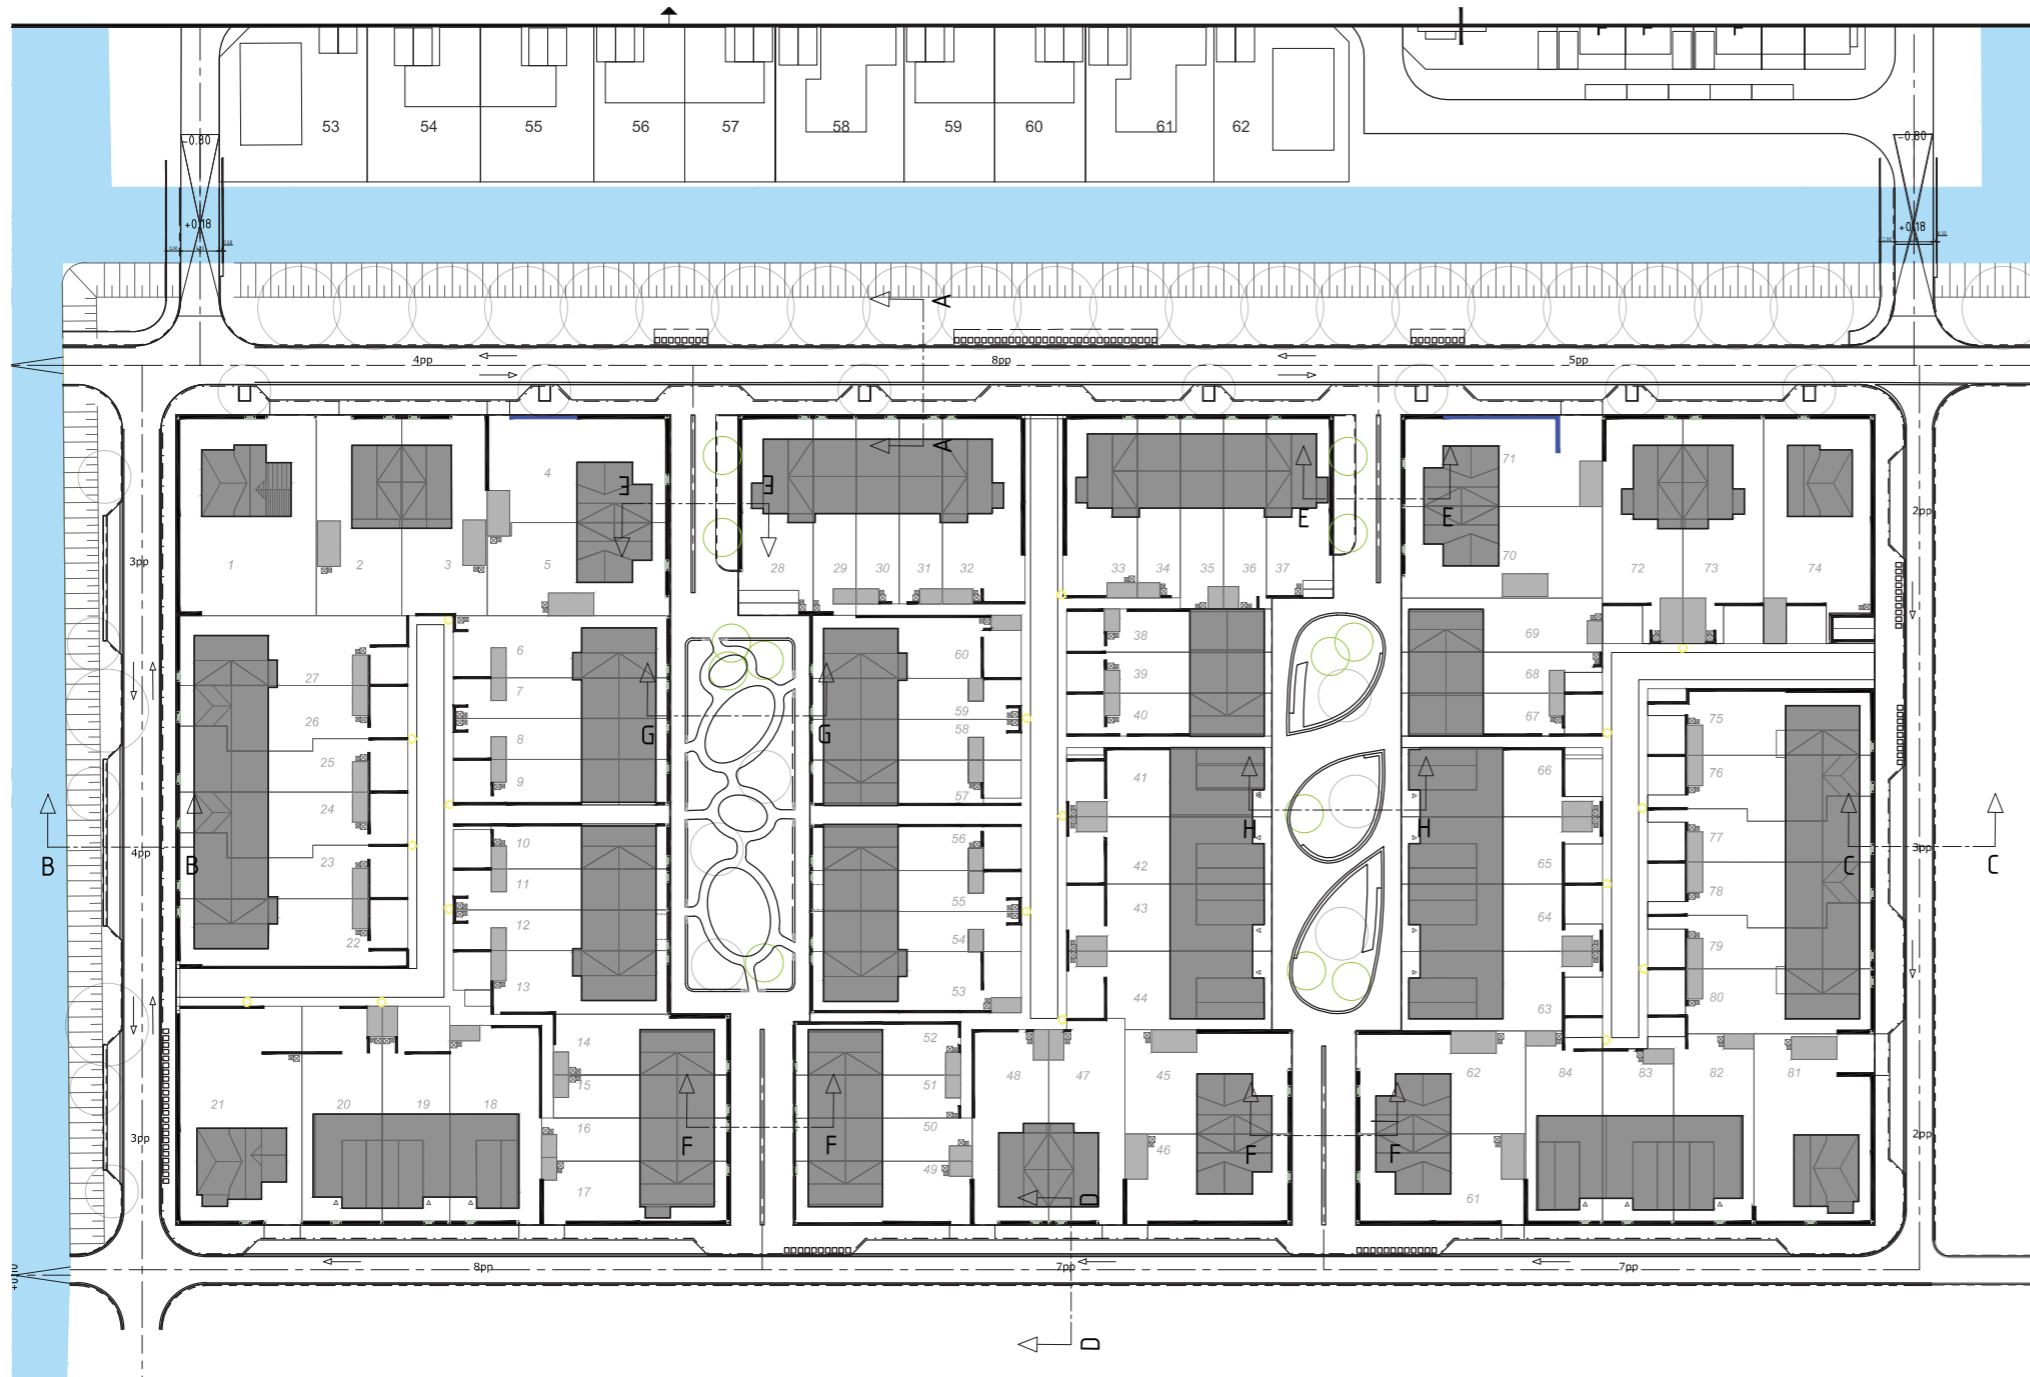 53 54 55 56 57 58 59 60 61 62
-0.80 -0.80
+0.18 +0.18
A
4pp 8pp 5pp
A
4 71
E E
E E
1 2 3 5 28 29 30 31 32 33 34 35 36 37 70 72 73 74
2pp
3pp
6 60 38 69
27 7 39 68
26 59 40 67 75
G G 8 58
25 9 57 41 66 76
24
H H
B B 4pp 23 10 56 42 65 77 C 3pp C
11 55 43 64 78
12 54
22 13 53 44 63 79
80
14 52 48 47 45 62 84 83 82 81
15 51
21 20 19 18 16 50 46
3pp 2pp
F F F F
17 49 61
D
8pp 7pp 7pp
D